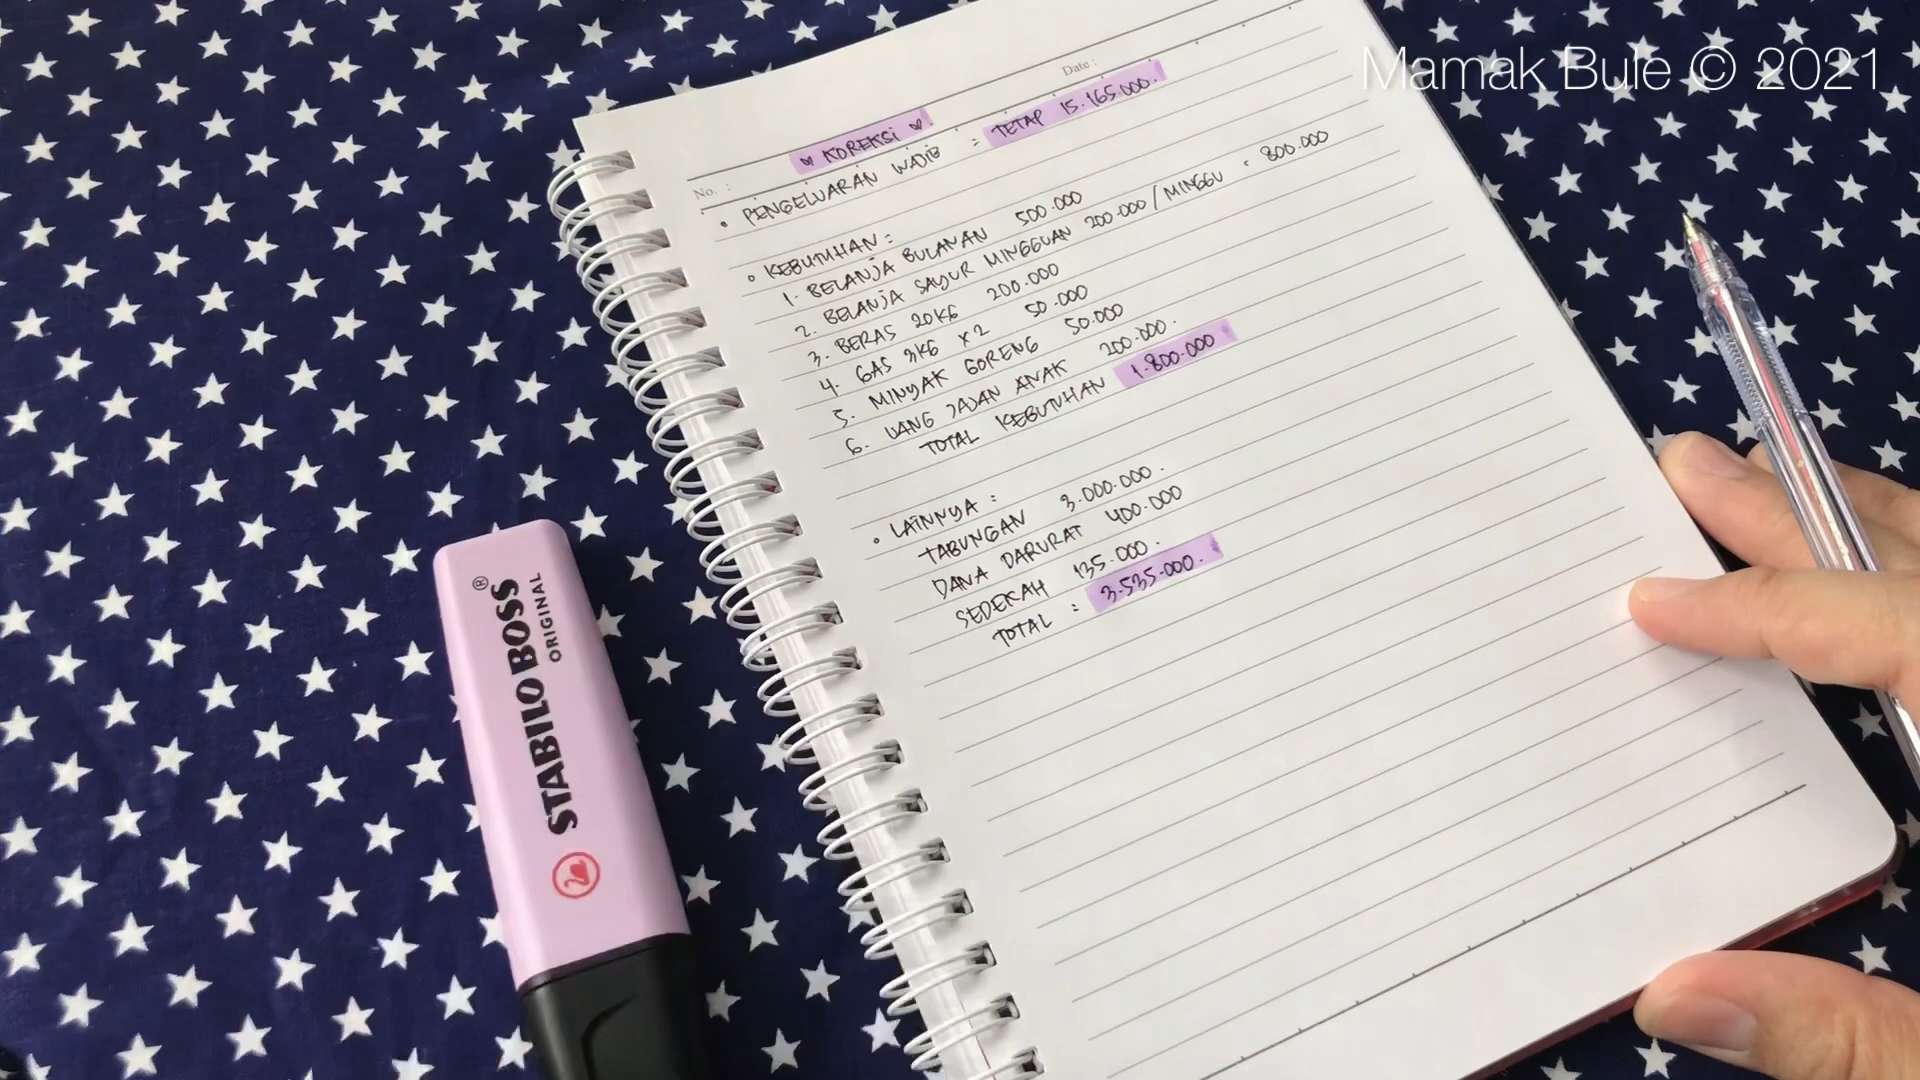 Mamak Bule © 2021
Date :
No. :
♥ KOREKSI ♥.
• PENGELUARAN WAJIB = TETAP 15.165.000.
• KEBUTUHAN :
1. BELANJA BULANAN 500.000
2. BELANJA SAYUR MINGGUAN 200.000 / MINGGU = 800.000
3. BERAS 20KG 200.000
4. GAS 3KG X 2 50.000
5. MINYAK GORENG 50.000
6. UANG JAJAN ANAK 200.000.
TOTAL KEBUTUHAN 1.800.000
• LAINNYA :
TABUNGAN 3.000.000.
DANA DARURAT 400.000
SEDEKAH 135.000.
TOTAL : 3.535.000.
STABILO BOSS®
ORIGINAL